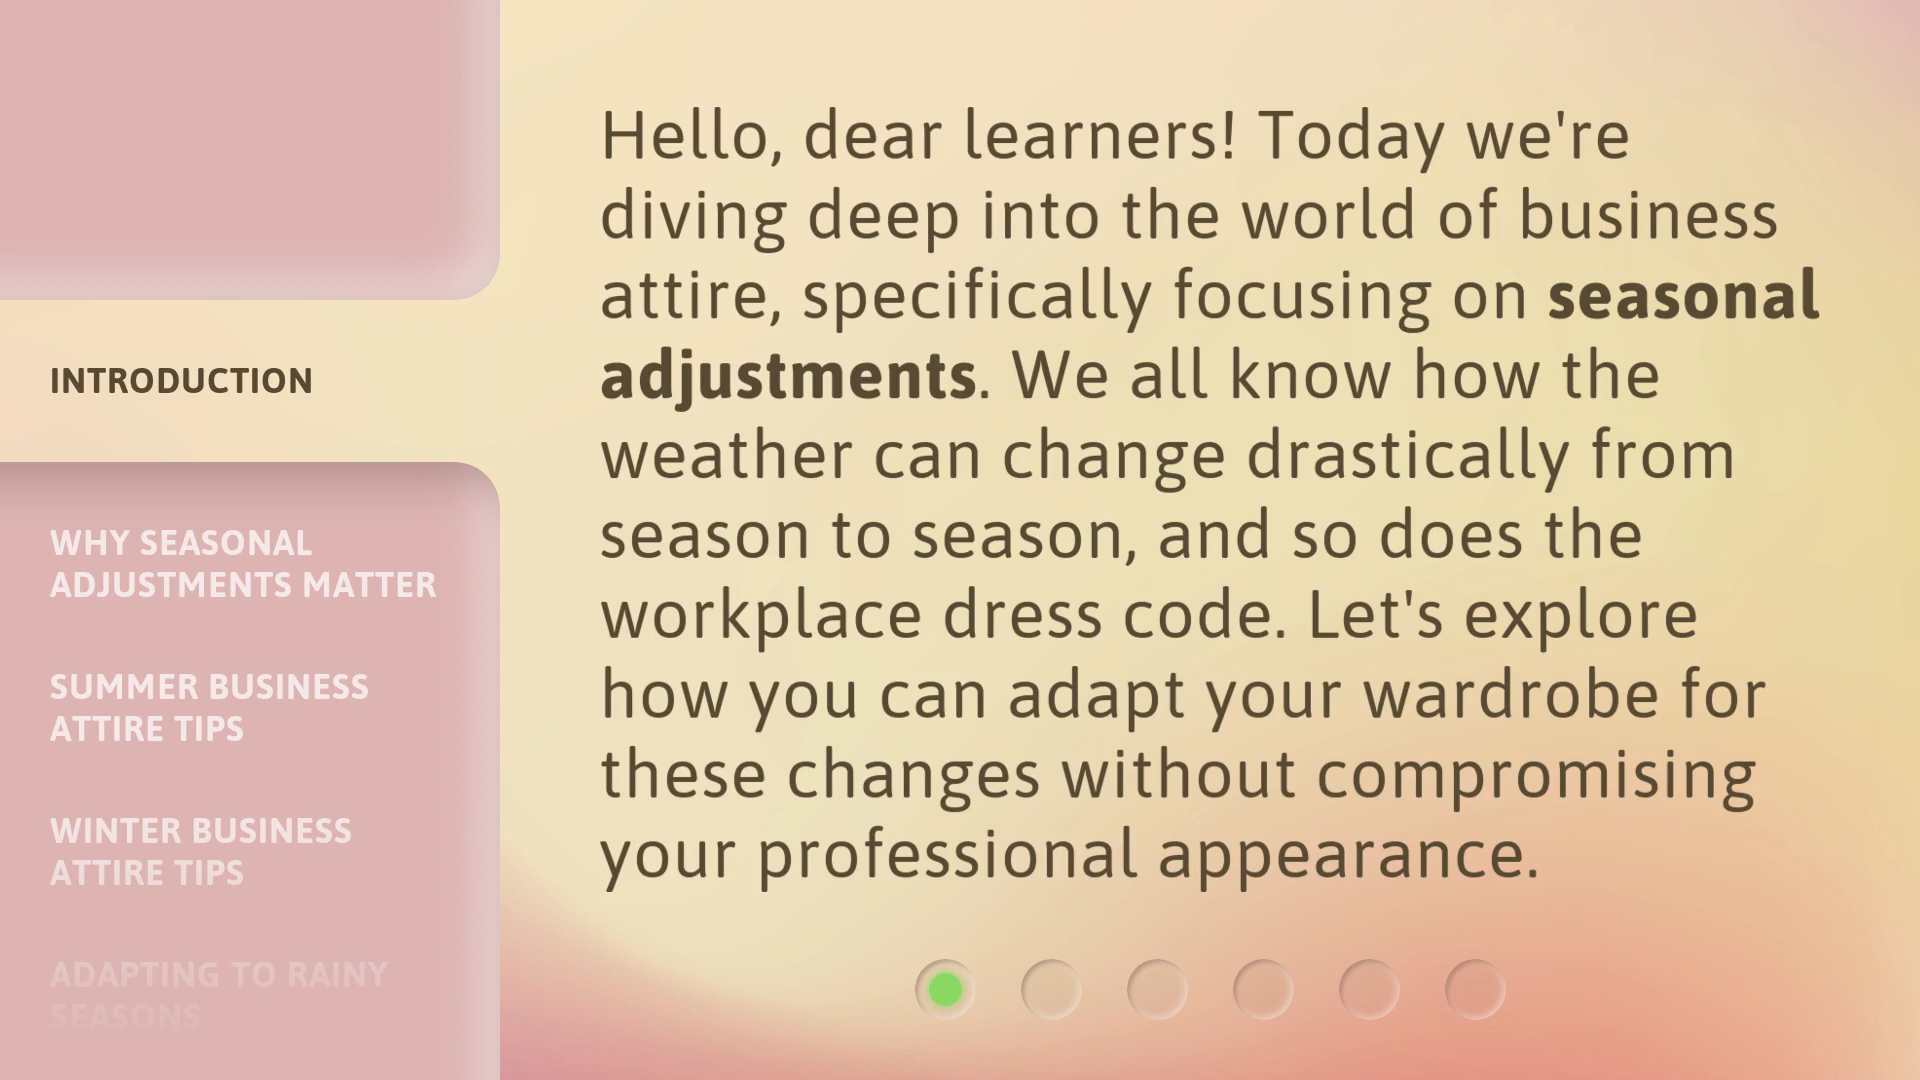 INTRODUCTION
WHY SEASONAL
ADJUSTMENTS MATTER
SUMMER BUSINESS
ATTIRE TIPS
WINTER BUSINESS
ATTIRE TIPS
ADAPTING TO RAINY
SEASONS
Hello, dear learners! Today we're
diving deep into the world of business
attire, specifically focusing on seasonal
adjustments. We all know how the
weather can change drastically from
season to season, and so does the
workplace dress code. Let's explore
how you can adapt your wardrobe for
these changes without compromising
your professional appearance.